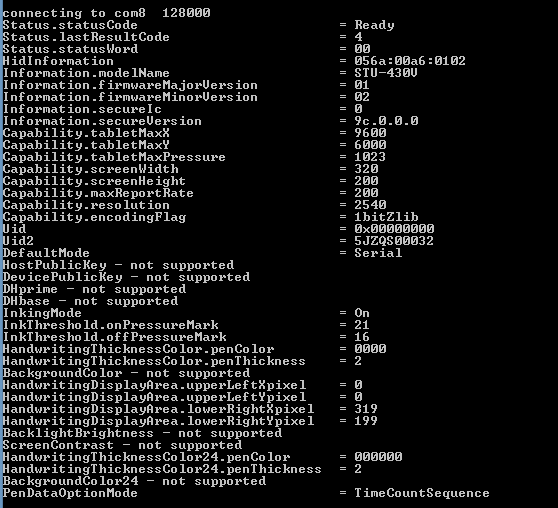 connecting to com8  128000
Status.statusCode = Ready
Status.lastResultCode = 4
Status.statusWord = 00
HidInformation = 056a:00a6:0102
Information.modelName = STU-430V
Information.firmwareMajorVersion = 01
Information.firmwareMinorVersion = 02
Information.secureIc = 0
Information.secureVersion = 9c.0.0.0
Capability.tabletMaxX = 9600
Capability.tabletMaxY = 6000
Capability.tabletMaxPressure = 1023
Capability.screenWidth = 320
Capability.screenHeight = 200
Capability.maxReportRate = 200
Capability.resolution = 2540
Capability.encodingFlag = 1bitZlib
Uid = 0x00000000
Uid2 = 5JZQS00032
DefaultMode = Serial
HostPublicKey - not supported
DevicePublicKey - not supported
DHprime - not supported
DHbase - not supported
InkingMode = On
InkThreshold.onPressureMark = 21
InkThreshold.offPressureMark = 16
HandwritingThicknessColor.penColor = 0000
HandwritingThicknessColor.penThickness = 2
BackgroundColor - not supported
HandwritingDisplayArea.upperLeftXpixel = 0
HandwritingDisplayArea.upperLeftYpixel = 0
HandwritingDisplayArea.lowerRightXpixel = 319
HandwritingDisplayArea.lowerRightYpixel = 199
BacklightBrightness - not supported
ScreenContrast - not supported
HandwritingThicknessColor24.penColor = 000000
HandwritingThicknessColor24.penThickness = 2
BackgroundColor24 - not supported
PenDataOptionMode = TimeCountSequence